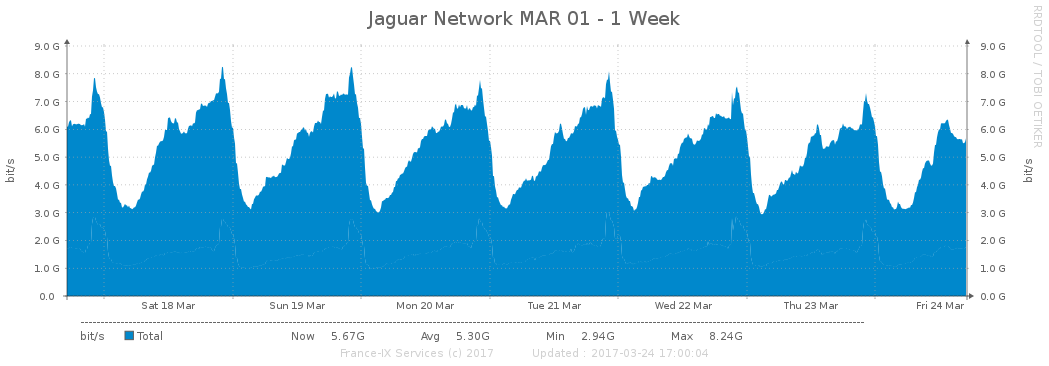 Jaguar Network MAR 01 - 1 Week
RRDTOOL / TOBI OETIKER
bit/s
9.0 G
8.0 G
7.0 G
6.0 G
5.0 G
4.0 G
3.0 G
2.0 G
1.0 G
0.0
9.0 G
8.0 G
7.0 G
6.0 G
5.0 G
4.0 G
3.0 G
2.0 G
1.0 G
0.0 G
bit/s
Sat 18 Mar Sun 19 Mar Mon 20 Mar Tue 21 Mar Wed 22 Mar Thu 23 Mar Fri 24 Mar
bit/s Total Now 5.67G Avg 5.30G Min 2.94G Max 8.24G
France-IX Services (c) 2017 Updated : 2017-03-24 17:00:04